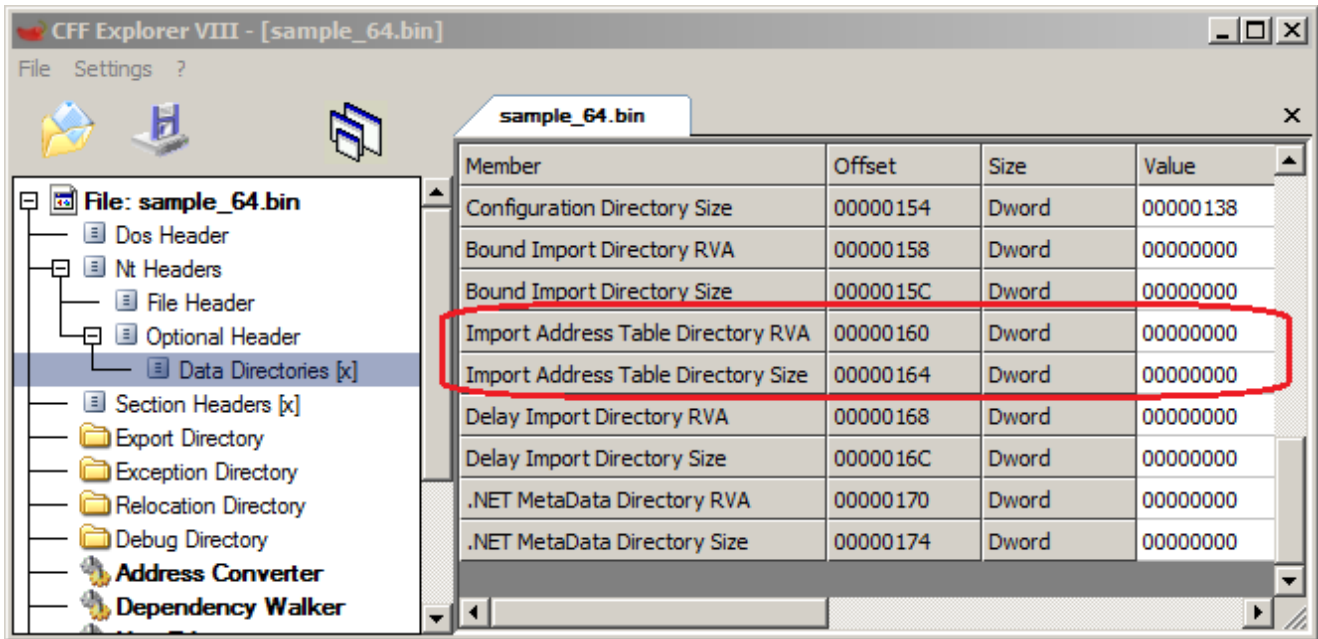 CFF Explorer VIII - [sample_64.bin]
File Settings ?
sample_64.bin
File: sample_64.bin
Dos Header
Nt Headers
File Header
Optional Header
Data Directories [x]
Section Headers [x]
Export Directory
Exception Directory
Relocation Directory
Debug Directory
Address Converter
Dependency Walker
Member Offset Size Value
Configuration Directory Size 00000154 Dword 00000138
Bound Import Directory RVA 00000158 Dword 00000000
Bound Import Directory Size 0000015C Dword 00000000
Import Address Table Directory RVA 00000160 Dword 00000000
Import Address Table Directory Size 00000164 Dword 00000000
Delay Import Directory RVA 00000168 Dword 00000000
Delay Import Directory Size 0000016C Dword 00000000
.NET MetaData Directory RVA 00000170 Dword 00000000
.NET MetaData Directory Size 00000174 Dword 00000000